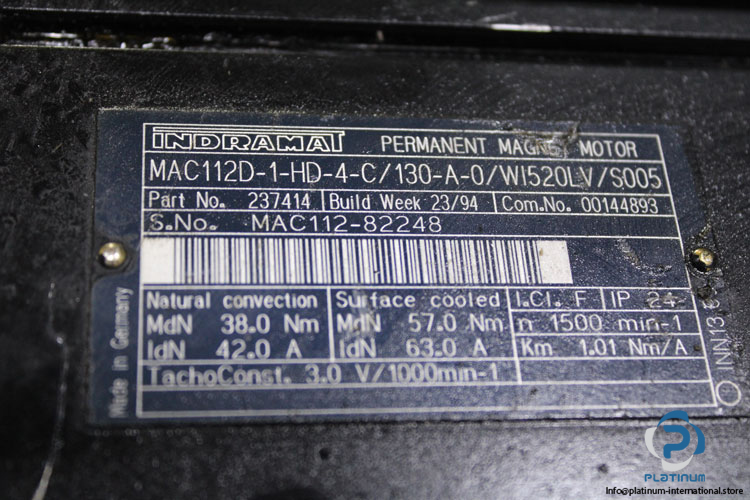 INDRAMAT PERMANENT MAGNET MOTOR
MAC112D-1-HD-4-C/130-A-0/WI520LV/S005
Part No. 237414 Build Week 23/94 Com.No. 00144893
S.No. MAC112-82248
Natural convection Surface cooled I.Cl. F IP 24
MdN 38.0 Nm MdN 57.0 Nm n 1500 min-1
IdN 42.0 A IdN 63.0 A Km 1.01 Nm/A
TachoConst. 3.0 V/1000min-1
Made in Germany
PLATINUM
Info@platinum-international.store